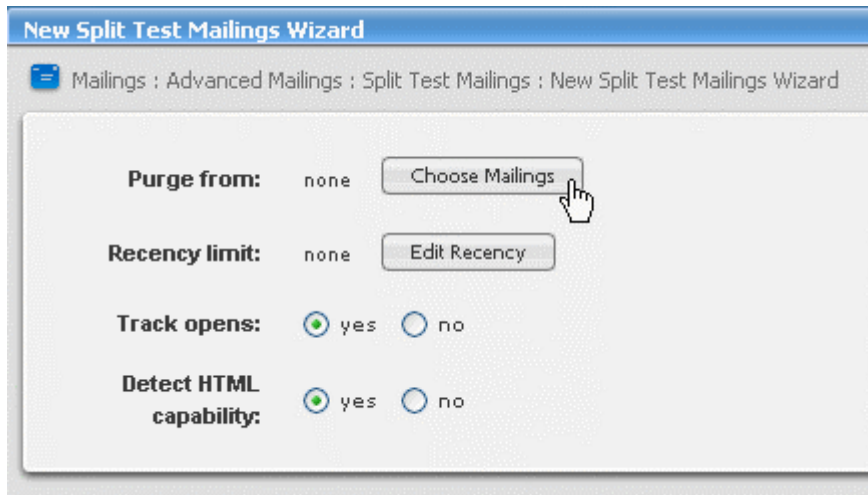 New Split Test Mailings Wizard
Mailings : Advanced Mailings : Split Test Mailings : New Split Test Mailings Wizard
Purge from: none Choose Mailings
Recency limit: none Edit Recency
Track opens: yes no
Detect HTML
capability: yes no